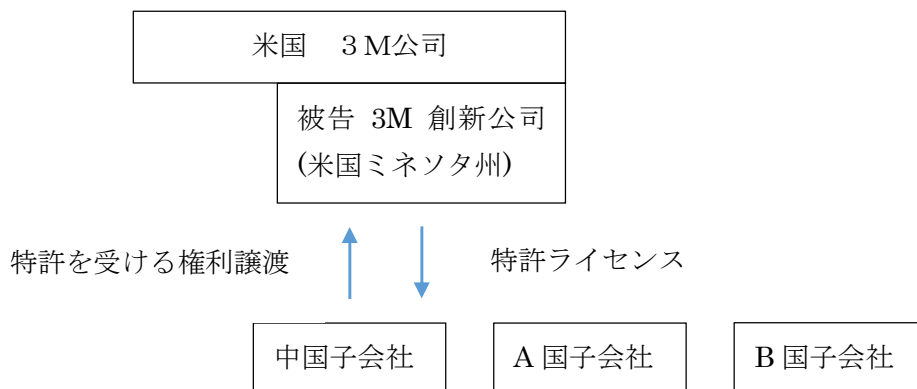 米国　３Ｍ公司
被告 3M 創新公司
(米国ミネソタ州)
特許を受ける権利譲渡
特許ライセンス
中国子会社
A 国子会社
B 国子会社